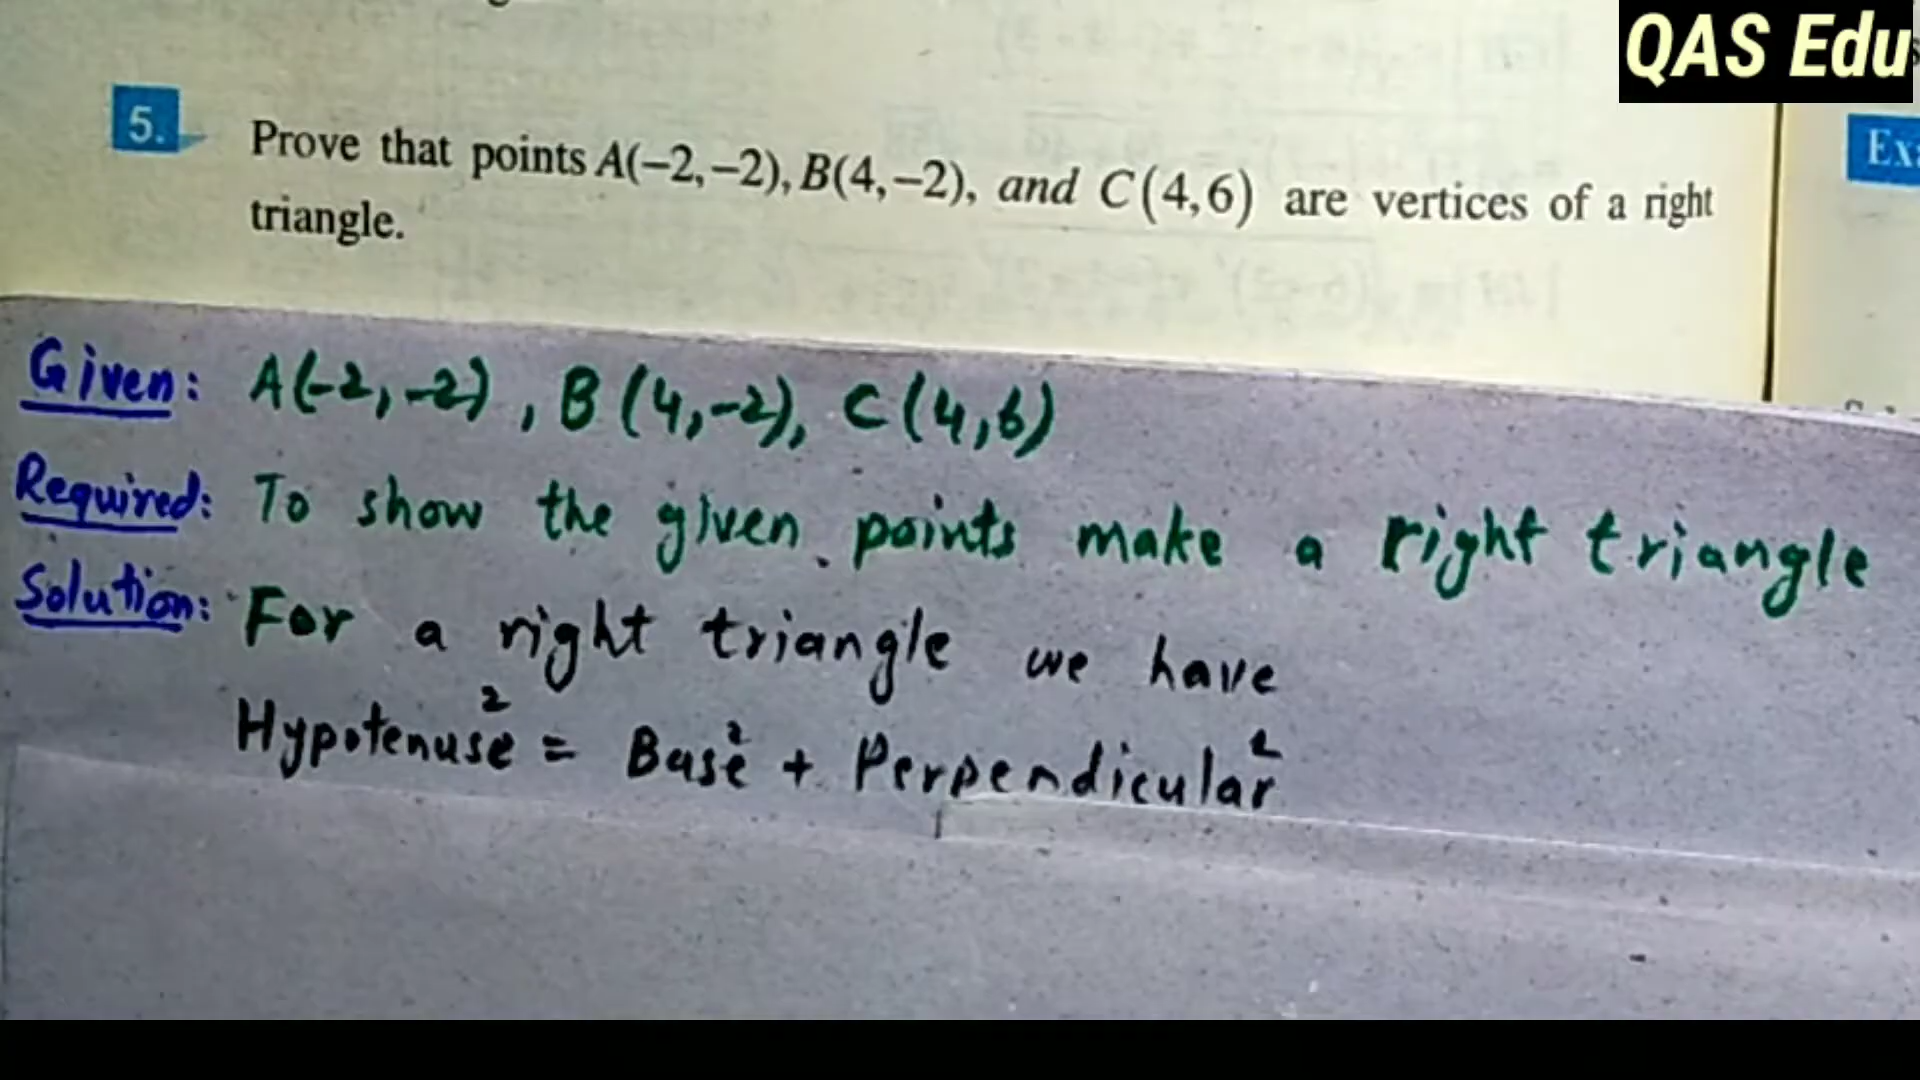 QAS Edu
5. Prove that points A(−2,−2), B(4,−2), and C(4,6) are vertices of a right
triangle.
Given: A(-2,-2), B(4,-2), C(4,6)
Required: To show the given points make a right triangle
Solution: For a right triangle we have
Hypotenuse² = Base² + Perpendicular²